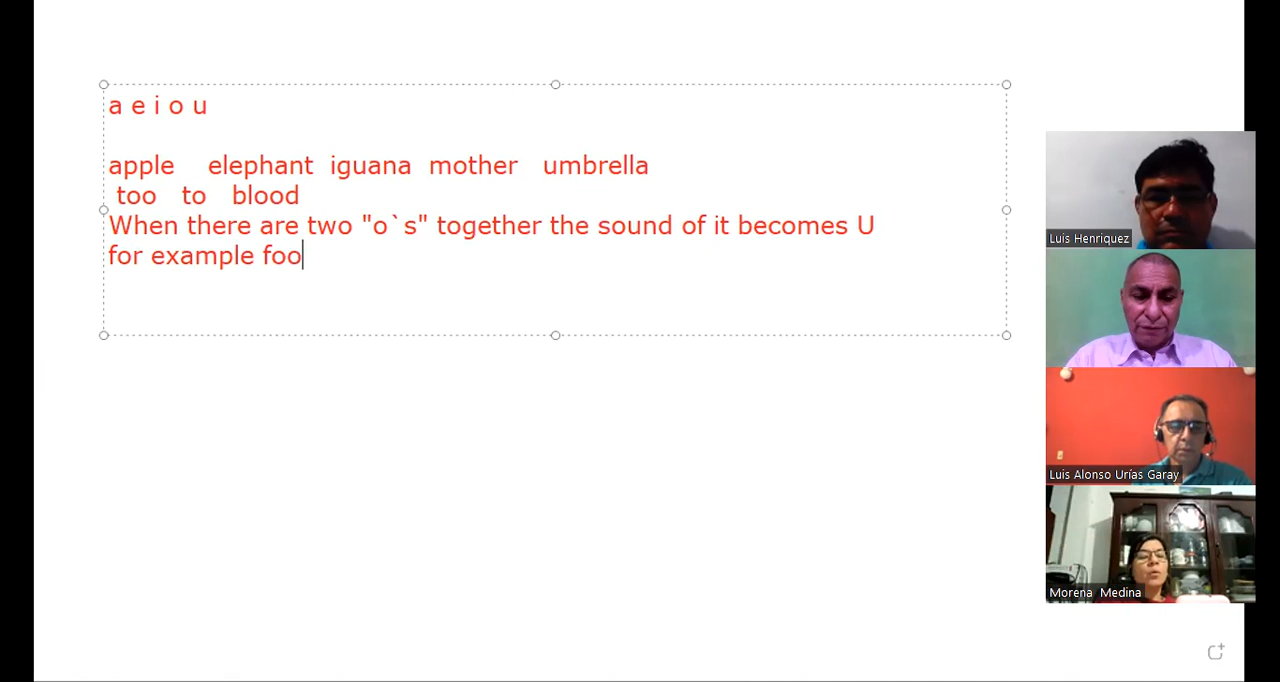 a e i o u
apple elephant iguana mother umbrella
too to blood
When there are two "o`s" together the sound of it becomes U
for example foo
Luis Henriquez
Luis Alonso Urías Garay
Morena Medina